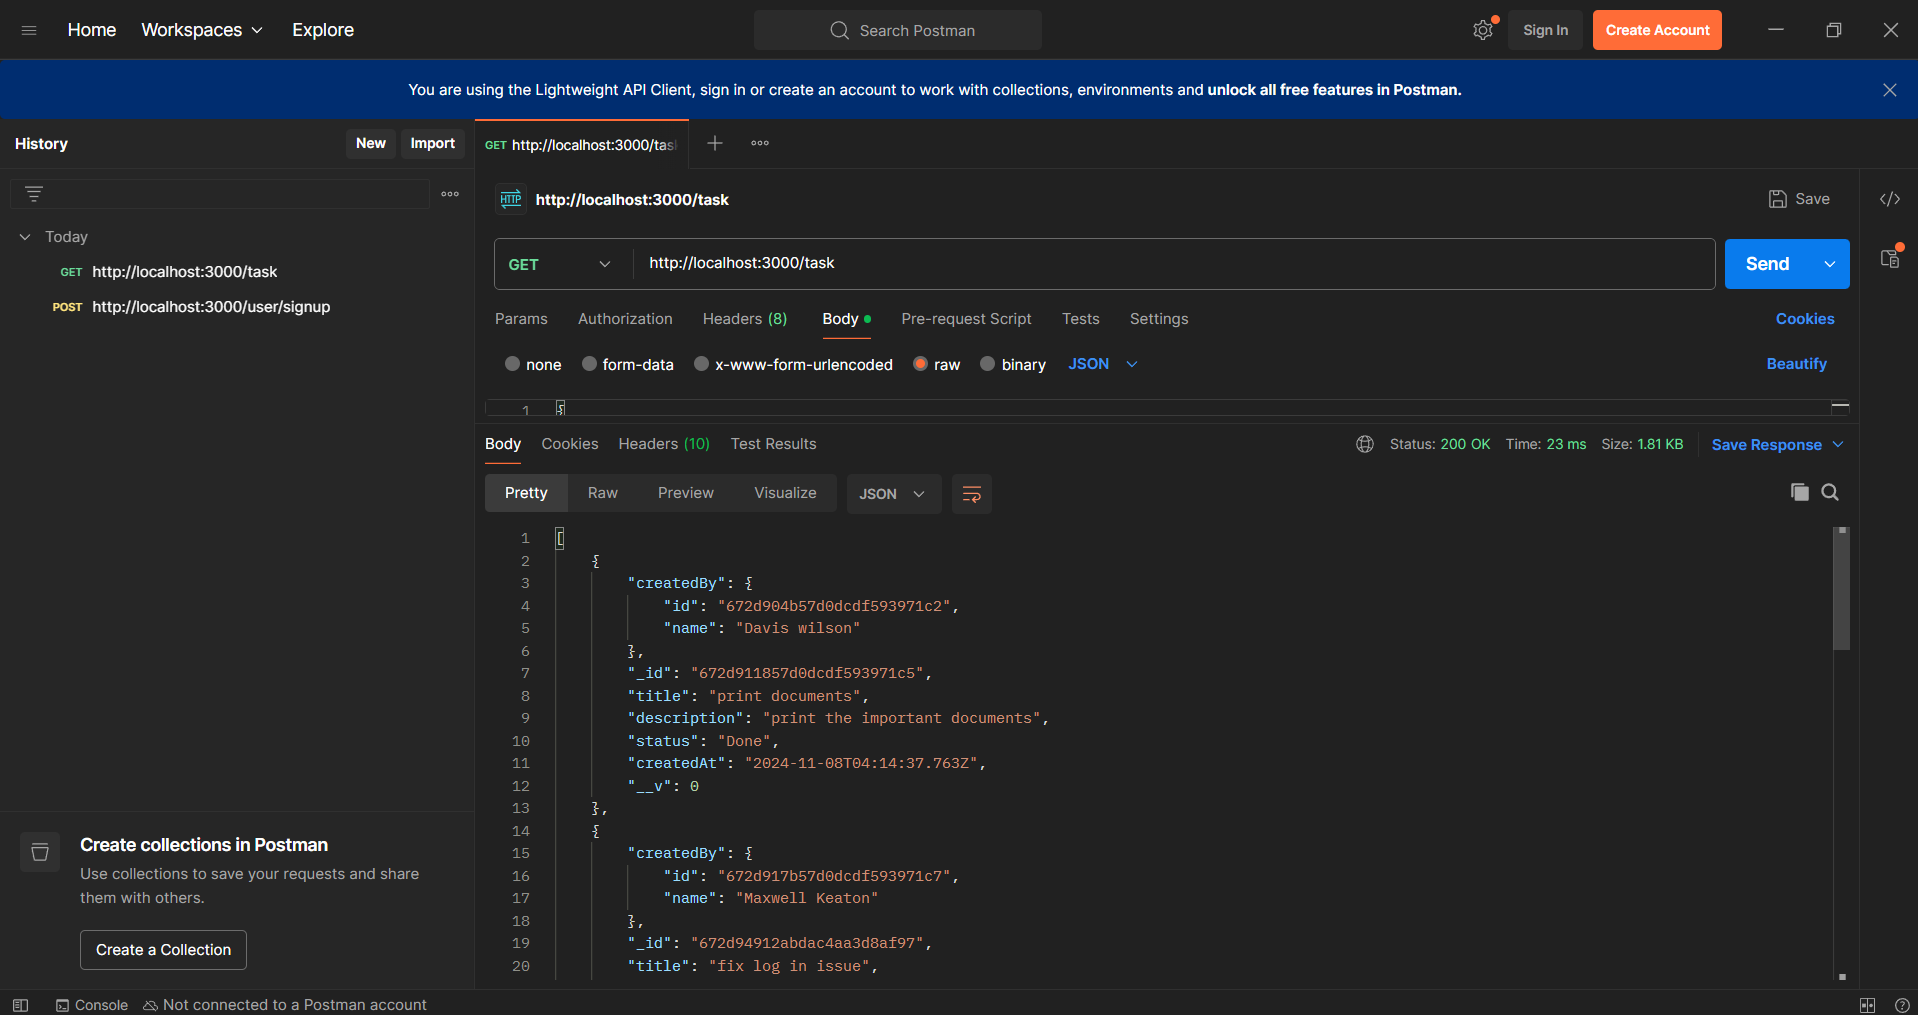 Home Workspaces Explore Search Postman Sign In Create Account
You are using the Lightweight API Client, sign in or create an account to work with collections, environments and unlock all free features in Postman.
History New Import
GET http://localhost:3000/tas
Today
GET http://localhost:3000/task
POST http://localhost:3000/user/signup
HTTP http://localhost:3000/task Save
GET http://localhost:3000/task Send
Params Authorization Headers (8) Body Pre-request Script Tests Settings Cookies
none form-data x-www-form-urlencoded raw binary JSON Beautify
1 {
Body Cookies Headers (10) Test Results Status: 200 OK Time: 23 ms Size: 1.81 KB Save Response
Pretty Raw Preview Visualize JSON
1 [
2 {
3 "createdBy": {
4 "id": "672d904b57d0dcdf593971c2",
5 "name": "Davis wilson"
6 },
7 "_id": "672d911857d0dcdf593971c5",
8 "title": "print documents",
9 "description": "print the important documents",
10 "status": "Done",
11 "createdAt": "2024-11-08T04:14:37.763Z",
12 "__v": 0
13 },
14 {
15 "createdBy": {
16 "id": "672d917b57d0dcdf593971c7",
17 "name": "Maxwell Keaton"
18 },
19 "_id": "672d94912abdac4aa3d8af97",
20 "title": "fix log in issue",
Create collections in Postman
Use collections to save your requests and share
them with others.
Create a Collection
Console Not connected to a Postman account